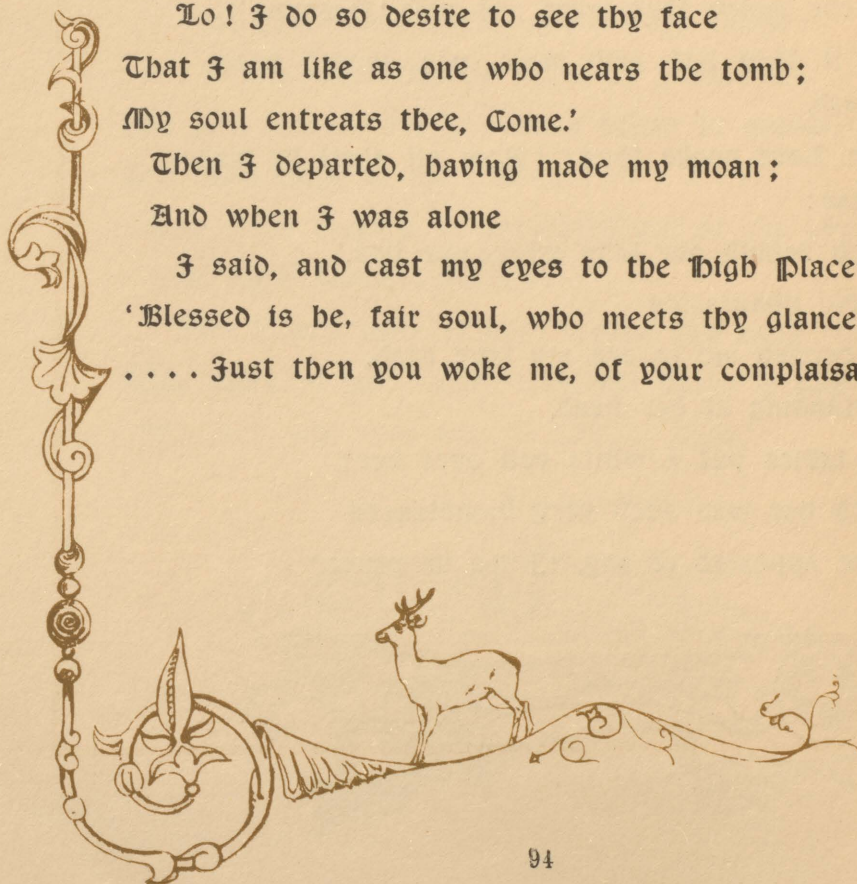 Lo! I do so desire to see thy face
That I am like as one who nears the tomb;
My soul entreats thee, Come.'
Then I departed, having made my moan;
And when I was alone
I said, and cast my eyes to the High Place
'Blessed is he, fair soul, who meets thy glance
.... Just then you woke me, of your complaisa
94